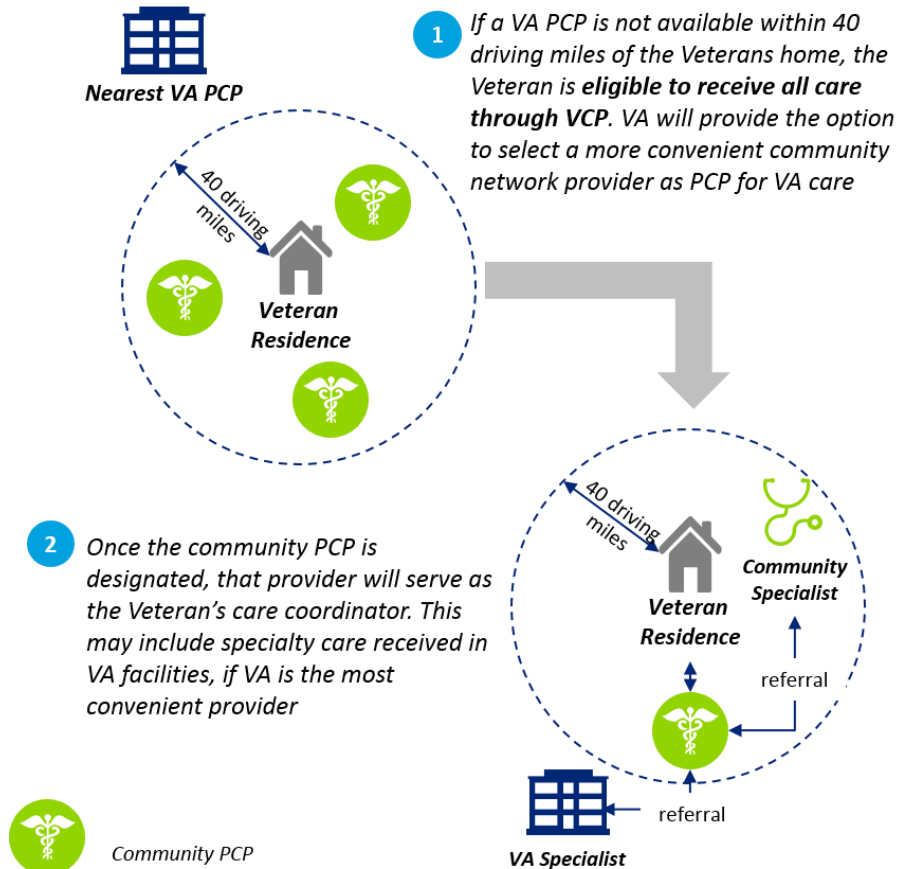 Nearest VA PCP
1
If a VA PCP is not available within 40
driving miles of the Veterans home, the
Veteran is eligible to receive all care
through VCP. VA will provide the option
to select a more convenient community
network provider as PCP for VA care
40 driving
miles
Veteran
Residence
2
Once the community PCP is
designated, that provider will serve as
the Veteran's care coordinator. This
may include specialty care received in
VA facilities, if VA is the most
convenient provider
40 driving
miles
Veteran
Residence
Community
Specialist
referral
referral
VA Specialist
Community PCP